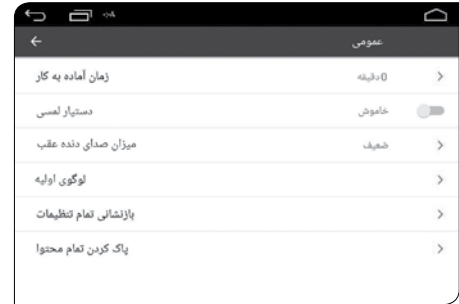 عمومی
زمان آماده به کار 0دقیقه
دستیار لمسی خاموش
میزان صدای دنده عقب ضعیف
لوگوی اولیه
بازنشانی تمام تنظیمات
پاک کردن تمام محتوا